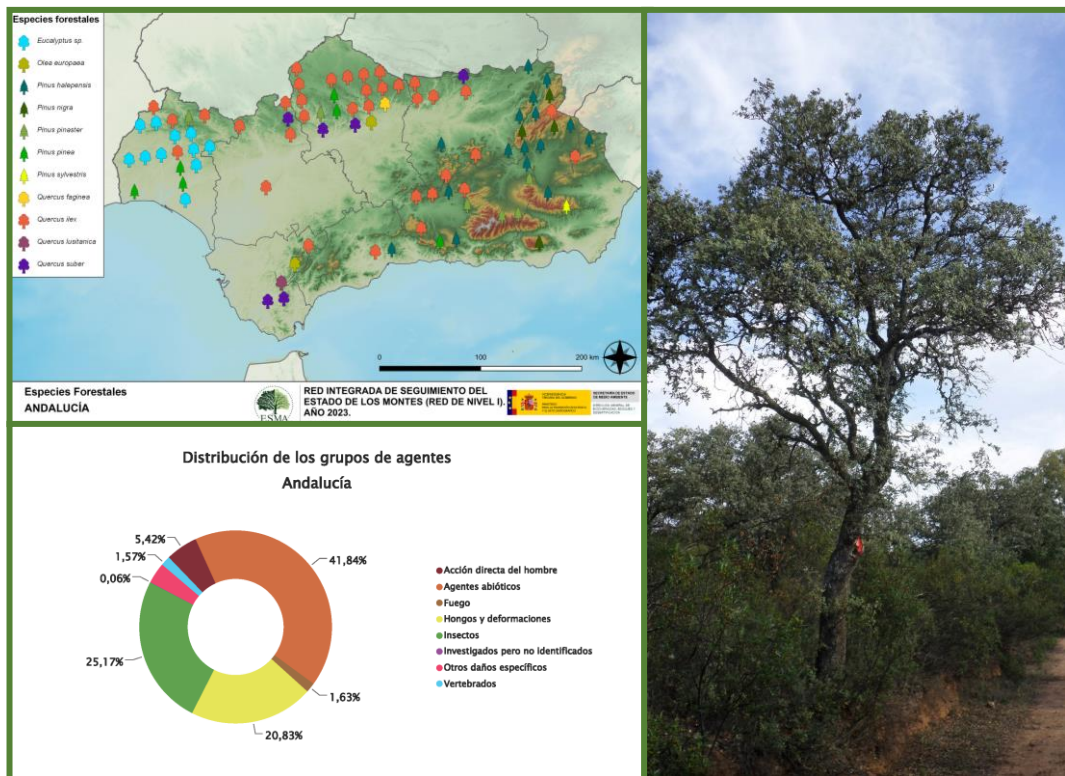 Especies forestales
Eucalyptus sp.
Olea europaea
Pinus halepensis
Pinus nigra
Pinus pinaster
Pinus pinea
Pinus sylvestris
Quercus faginea
Quercus ilex
Quercus lusitanica
Quercus suber
0 100 200 km
Especies Forestales
ANDALUCÍA
RED INTEGRADA DE SEGUIMIENTO DEL
ESTADO DE LOS MONTES (RED DE NIVEL I).
AÑO 2023.
Distribución de los grupos de agentes
Andalucía
5,42%
1,57%
0,06%
25,17%
41,84%
1,63%
20,83%
Acción directa del hombre
Agentes abióticos
Fuego
Hongos y deformaciones
Insectos
Investigados pero no identificados
Otros daños específicos
Vertebrados